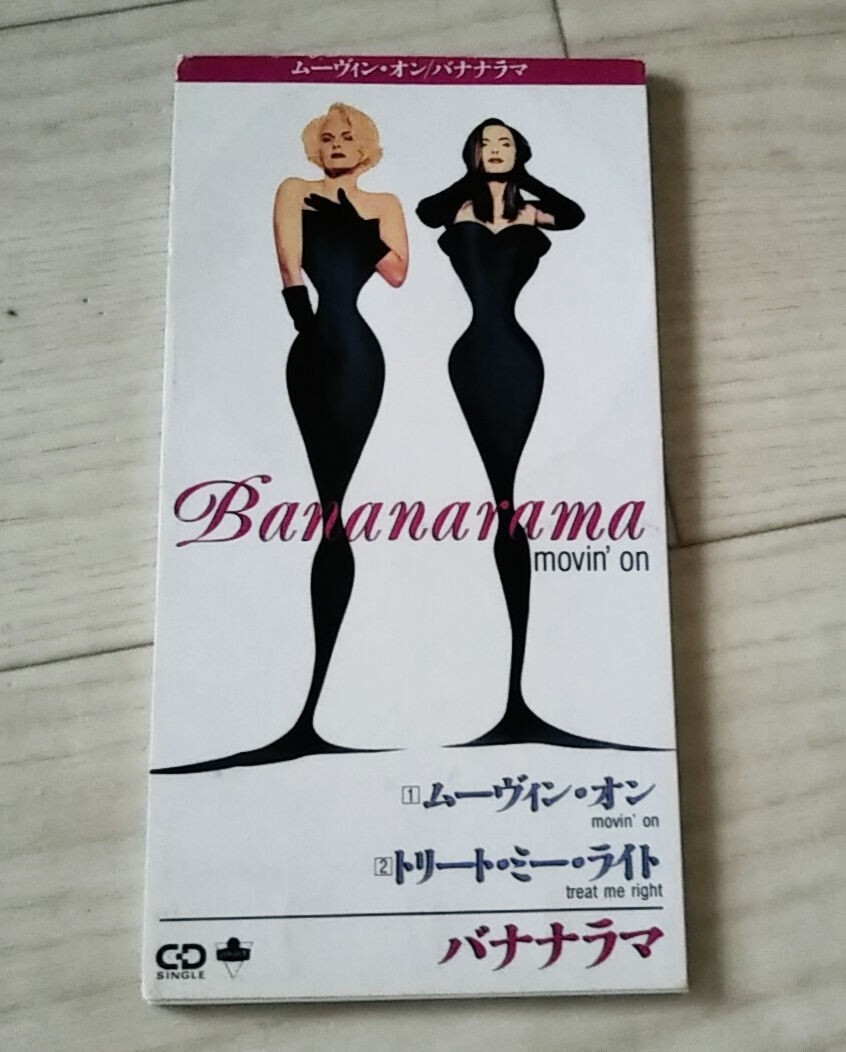 ムーヴィン・オン/バナナラマ
Bananarama
movin' on
1 ムーヴィン・オン
movin' on
2 トリート・ミー・ライト
treat me right
バナナラマ
CD
SINGLE